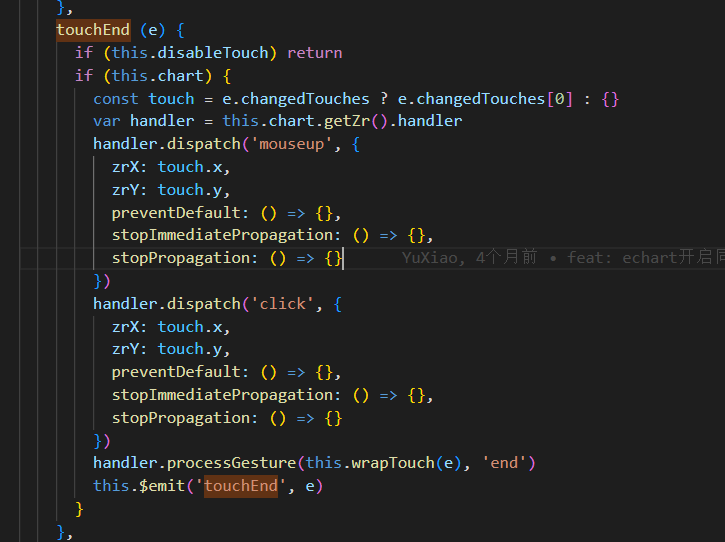 },
touchEnd (e) {
if (this.disableTouch) return
if (this.chart) {
const touch = e.changedTouches ? e.changedTouches[0] : {}
var handler = this.chart.getZr().handler
handler.dispatch('mouseup', {
zrX: touch.x,
zrY: touch.y,
preventDefault: () => {},
stopImmediatePropagation: () => {},
stopPropagation: () => {} YuXiao, 4个月前 • feat: echart开启同
})
handler.dispatch('click', {
zrX: touch.x,
zrY: touch.y,
preventDefault: () => {},
stopImmediatePropagation: () => {},
stopPropagation: () => {}
})
handler.processGesture(this.wrapTouch(e), 'end')
this.$emit('touchEnd', e)
}
},